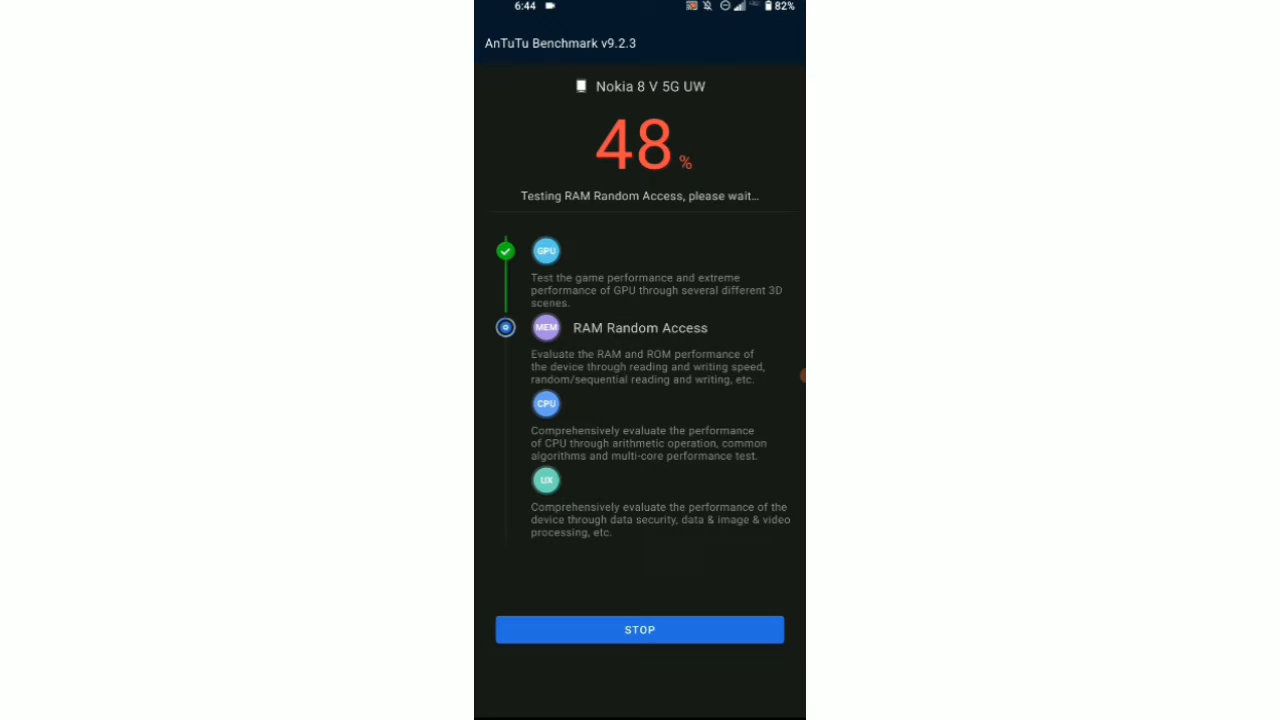 6:44 82%
AnTuTu Benchmark v9.2.3
Nokia 8 V 5G UW
48 %
Testing RAM Random Access, please wait...
GPU
Test the game performance and extreme
performance of GPU through several different 3D
scenes.
MEM RAM Random Access
Evaluate the RAM and ROM performance of
the device through reading and writing speed,
random/sequential reading and writing, etc.
CPU
Comprehensively evaluate the performance
of CPU through arithmetic operation, common
algorithms and multi-core performance test.
UX
Comprehensively evaluate the performance of the
device through data security, data & image & video
processing, etc.
STOP